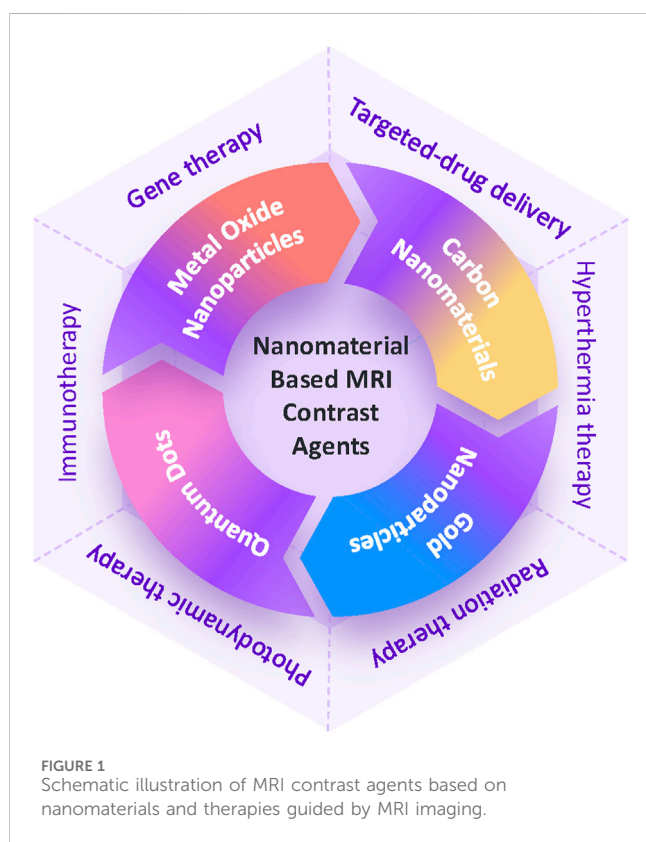 Gene therapy
Targeted-drug delivery
Hyperthermia therapy
Radiation therapy
Photodynamic therapy
Immunotherapy
Metal Oxide
Nanoparticles
Carbon
Nanomaterials
Gold
Nanoparticles
Quantum Dots
Nanomaterial
Based MRI
Contrast
Agents
FIGURE 1
Schematic illustration of MRI contrast agents based on
nanomaterials and therapies guided by MRI imaging.